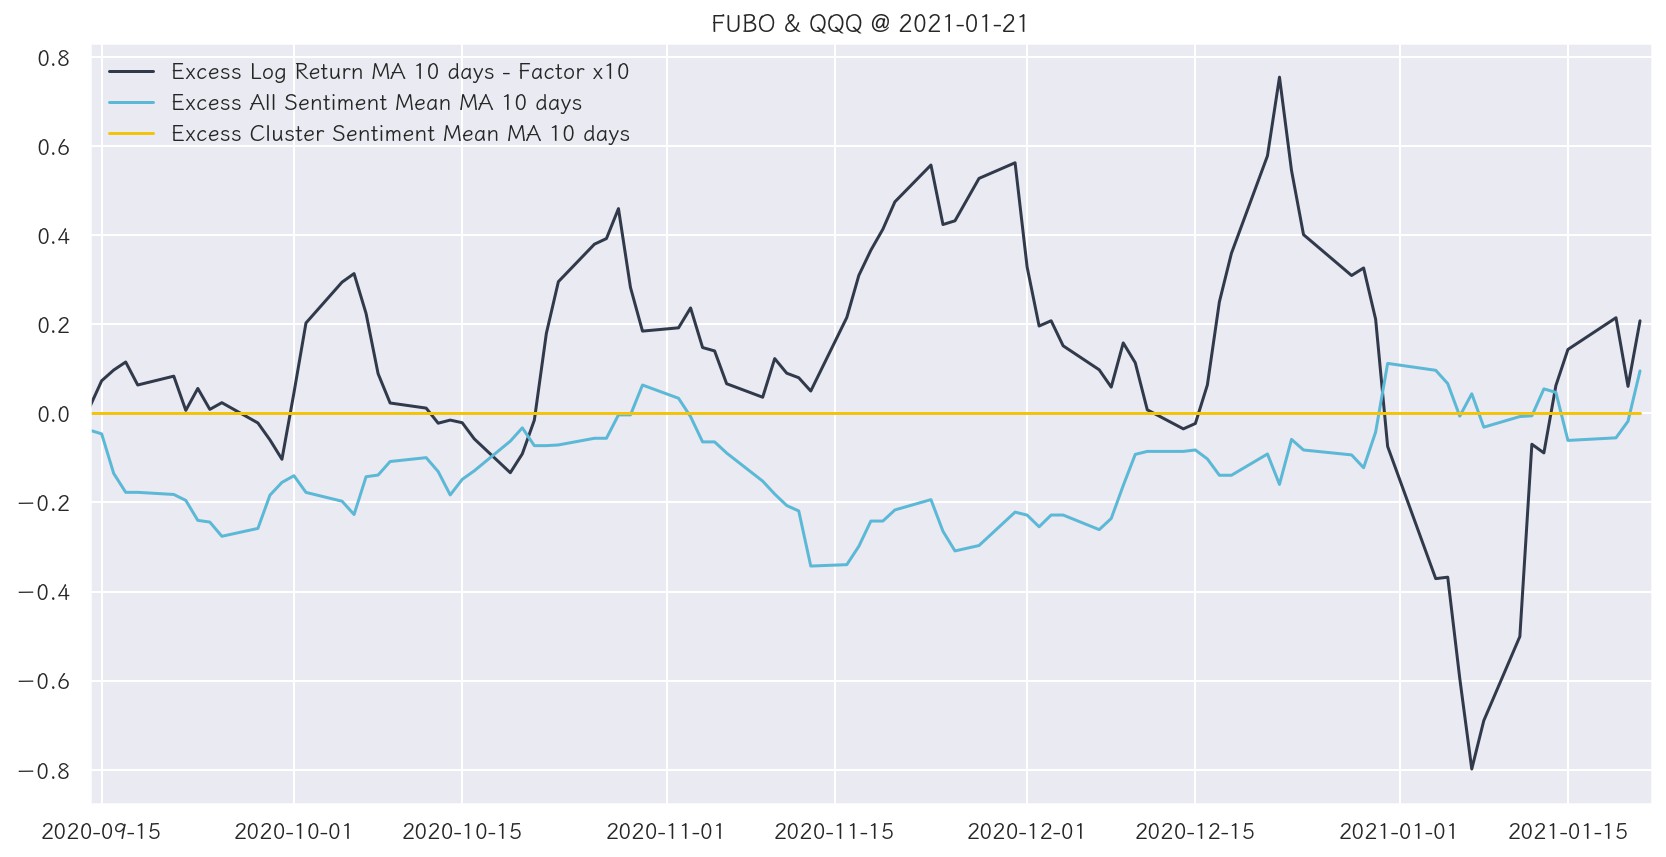 FUBO & QQQ @ 2021-01-21
Excess Log Return MA 10 days - Factor x10
Excess All Sentiment Mean MA 10 days
Excess Cluster Sentiment Mean MA 10 days
0.8
0.6
0.4
0.2
0.0
−0.2
−0.4
−0.6
−0.8
2020-09-15 2020-10-01 2020-10-15 2020-11-01 2020-11-15 2020-12-01 2020-12-15 2021-01-01 2021-01-15